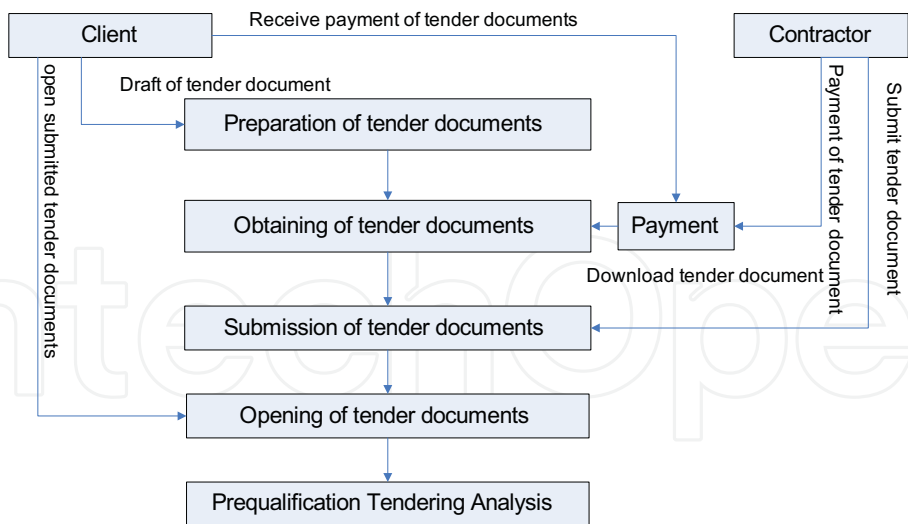 Client
Receive payment of tender documents
Contractor
Draft of tender document
open submitted tender documents
Payment of tender document
Submit tender document
Preparation of tender documents
Obtaining of tender documents
Payment
Download tender document
Submission of tender documents
Opening of tender documents
Prequalification Tendering Analysis
ntechOpe